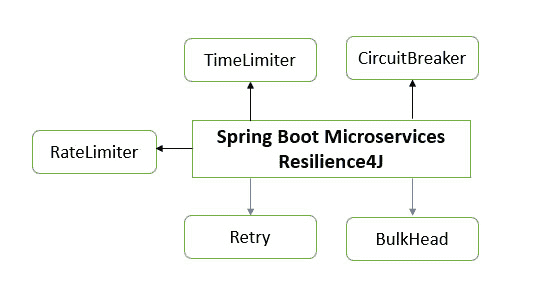 TimeLimiter
CircuitBreaker
Spring Boot Microservices
Resilience4J
RateLimiter
Retry
BulkHead